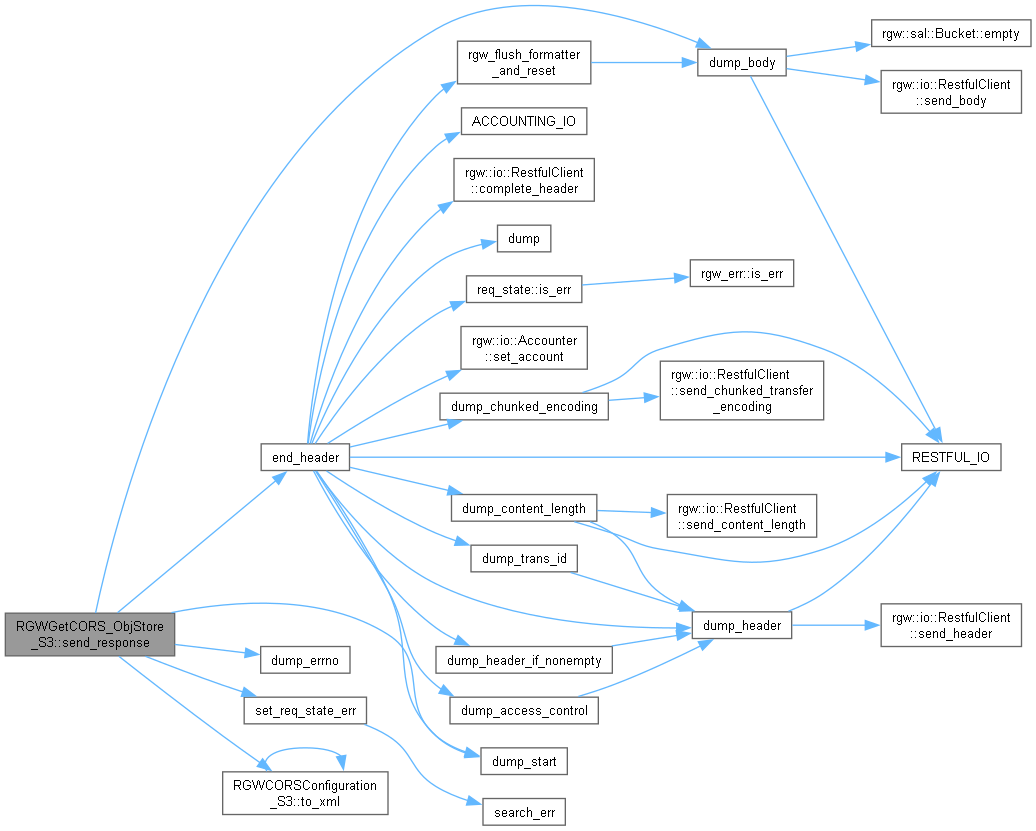 rgw::sal::Bucket::empty
rgw_flush_formatter
_and_reset
dump_body
rgw::io::RestfulClient
::send_body
ACCOUNTING_IO
rgw::io::RestfulClient
::complete_header
dump
req_state::is_err
rgw_err::is_err
rgw::io::Accounter
::set_account
rgw::io::RestfulClient
::send_chunked_transfer
_encoding
dump_chunked_encoding
end_header
RESTFUL_IO
dump_content_length
rgw::io::RestfulClient
::send_content_length
dump_trans_id
RGWGetCORS_ObjStore
_S3::send_response
dump_header
rgw::io::RestfulClient
::send_header
dump_errno
dump_header_if_nonempty
set_req_state_err
dump_access_control
dump_start
RGWCORSConfiguration
_S3::to_xml
search_err